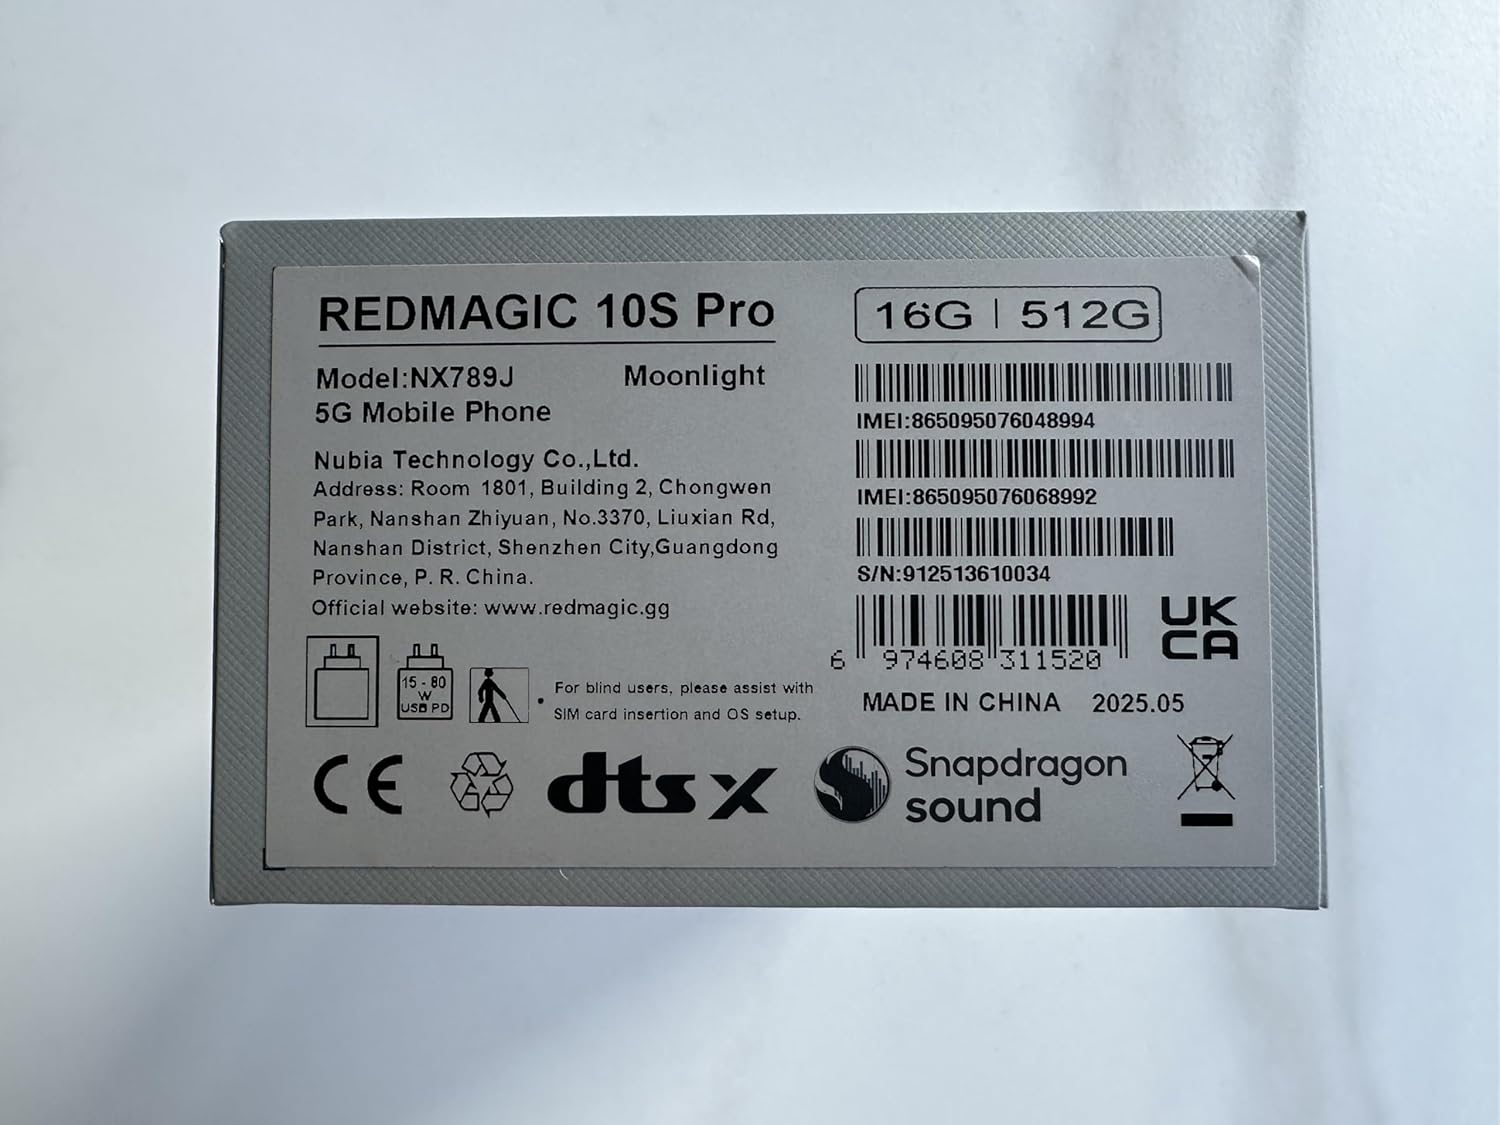 REDMAGIC 10S Pro
16G | 512G
Model:NX789J Moonlight
5G Mobile Phone
Nubia Technology Co.,Ltd.
Address: Room 1801, Building 2, Chongwen
Park, Nanshan Zhiyuan, No.3370, Liuxian Rd,
Nanshan District, Shenzhen City,Guangdong
Province, P. R. China.
Official website: www.redmagic.gg
IMEI:865095076048994
IMEI:865095076068992
S/N:912513610034
6 974608 311520
UK
CA
MADE IN CHINA 2025.05
15 - 80
W
USB PD
For blind users, please assist with
SIM card insertion and OS setup.
CE
dts x
Snapdragon
sound